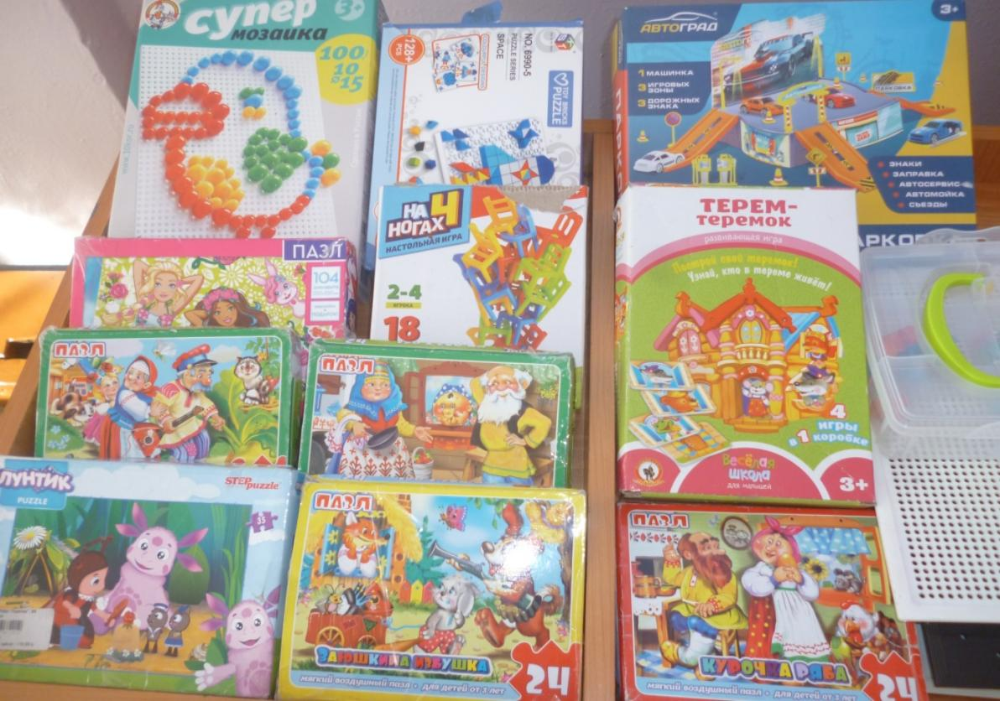 супер
мозаика
3+
100
10
ø15
128+
PCS
NO. 6990-5
PUZZLE SERIES
SPACE
TOY BRICKS
PUZZLE
АВТОГРАД
3+
1 МАШИНКА
3 ИГРОВЫХ
ЗОНЫ
3 ДОРОЖНЫХ
ЗНАКА
ПАРКОВКА
ЗНАКИ
ЗАПРАВКА
АВТОСЕРВИС
АВТОМОЙКА
СЪЕЗДЫ
НА 4
НОГАХ
НАСТОЛЬНАЯ ИГРА
2-4
ИГРОКА
18
ТЕРЕМ-
теремок
развивающая игра
Построй свой теремок!
Узнай, кто в тереме живёт!
4
игры
в 1 коробке
Весёлая
школа
для малышей
3+
ПАЗЛ
104
ПАЗЛ
ПАЗЛ
ЛУНТИК
PUZZLE
STEP puzzle
35
ПАЗЛ
ЗАЮШКИНА ИЗБУШКА
мягкий воздушный пазл • для детей от 3 лет
24
ПАЗЛ
КУРОЧКА РЯБА
мягкий воздушный пазл • для детей от 3 лет
24